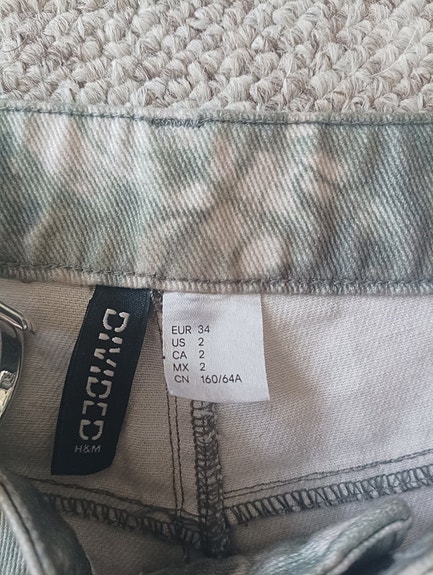 DIVIDED
H&M
EUR 34
US 2
CA 2
MX 2
CN 160/64A